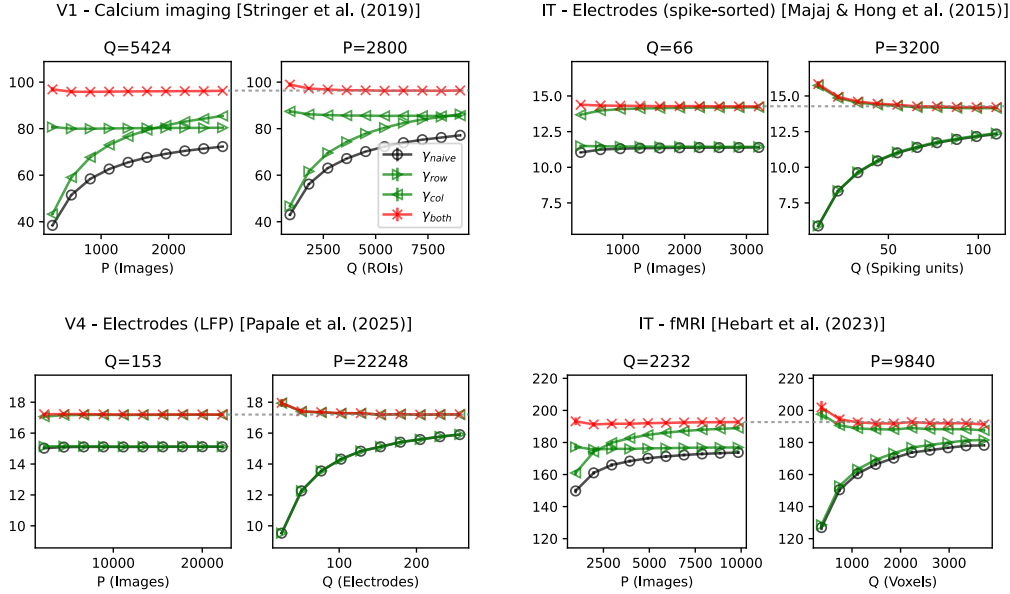 V1 - Calcium imaging [Stringer et al. (2019)]
IT - Electrodes (spike-sorted) [Majaj & Hong et al. (2015)]
Q=5424
P=2800
Q=66
P=3200
100
80
60
40
1000
2000
P (Images)
100
80
60
40
2500
5000
7500
Q (ROIs)
γnaive
γrow
γcol
γboth
15.0
12.5
10.0
7.5
1000
2000
3000
P (Images)
15.0
12.5
10.0
7.5
50
100
Q (Spiking units)
V4 - Electrodes (LFP) [Papale et al. (2025)]
IT - fMRI [Hebart et al. (2023)]
Q=153
P=22248
Q=2232
P=9840
18
16
14
12
10
10000
20000
P (Images)
18
16
14
12
10
100
200
Q (Electrodes)
220
200
180
160
140
120
2000
4000
6000
8000
10000
P (Images)
220
200
180
160
140
120
1000
2000
3000
Q (Voxels)